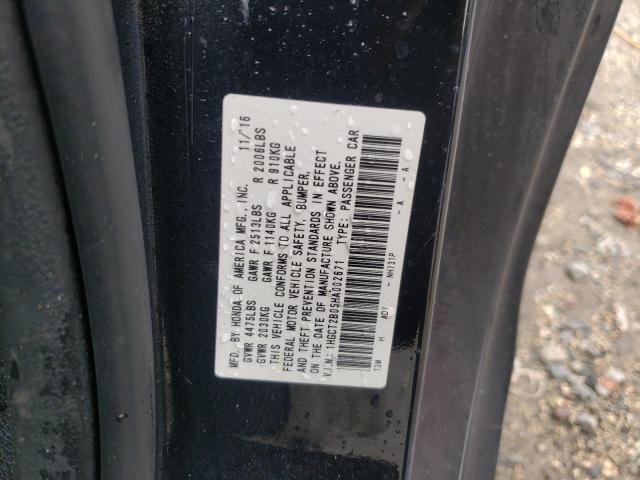 MFD. BY HONDA OF AMERICA MFG., INC. 11/'16
GVWR 4475LBS GAWR F 2513LBS R 2006LBS
GVWR 2030KG GAWR F 1140KG R 910KG
THIS VEHICLE CONFORMS TO ALL APPLICABLE
FEDERAL MOTOR VEHICLE SAFETY, BUMPER,
AND THEFT PREVENTION STANDARDS IN EFFECT
ON THE DATE OF MANUFACTURE SHOWN ABOVE.
V.I.N.: 1HGCT2B05HA002671 TYPE: PASSENGER CAR
T3M H AD7 - NH731P - A - A